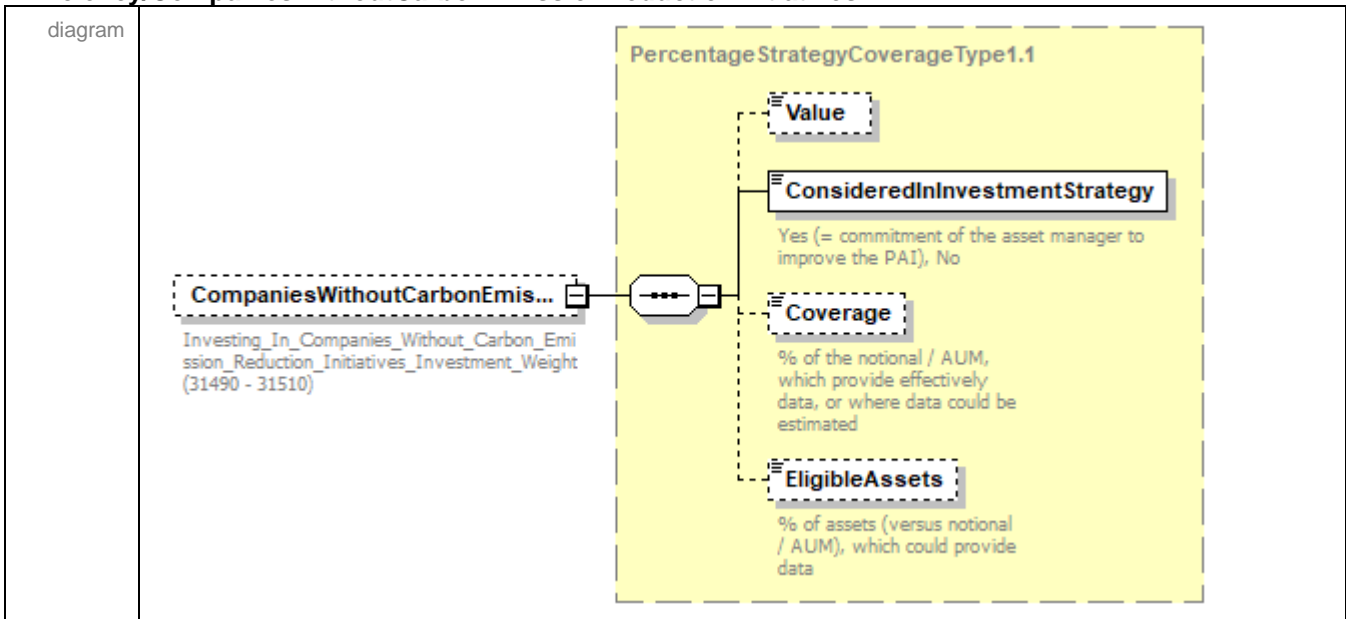 diagram
PercentageStrategyCoverageType1.1
Value
ConsideredInInvestmentStrategy
Yes (= commitment of the asset manager to
improve the PAI), No
CompaniesWithoutCarbonEmis...
Investing_In_Companies_Without_Carbon_Emi
ssion_Reduction_Initiatives_Investment_Weight
(31490 - 31510)
Coverage
% of the notional / AUM,
which provide effectively
data, or where data could be
estimated
EligibleAssets
% of assets (versus notional
/ AUM), which could provide
data